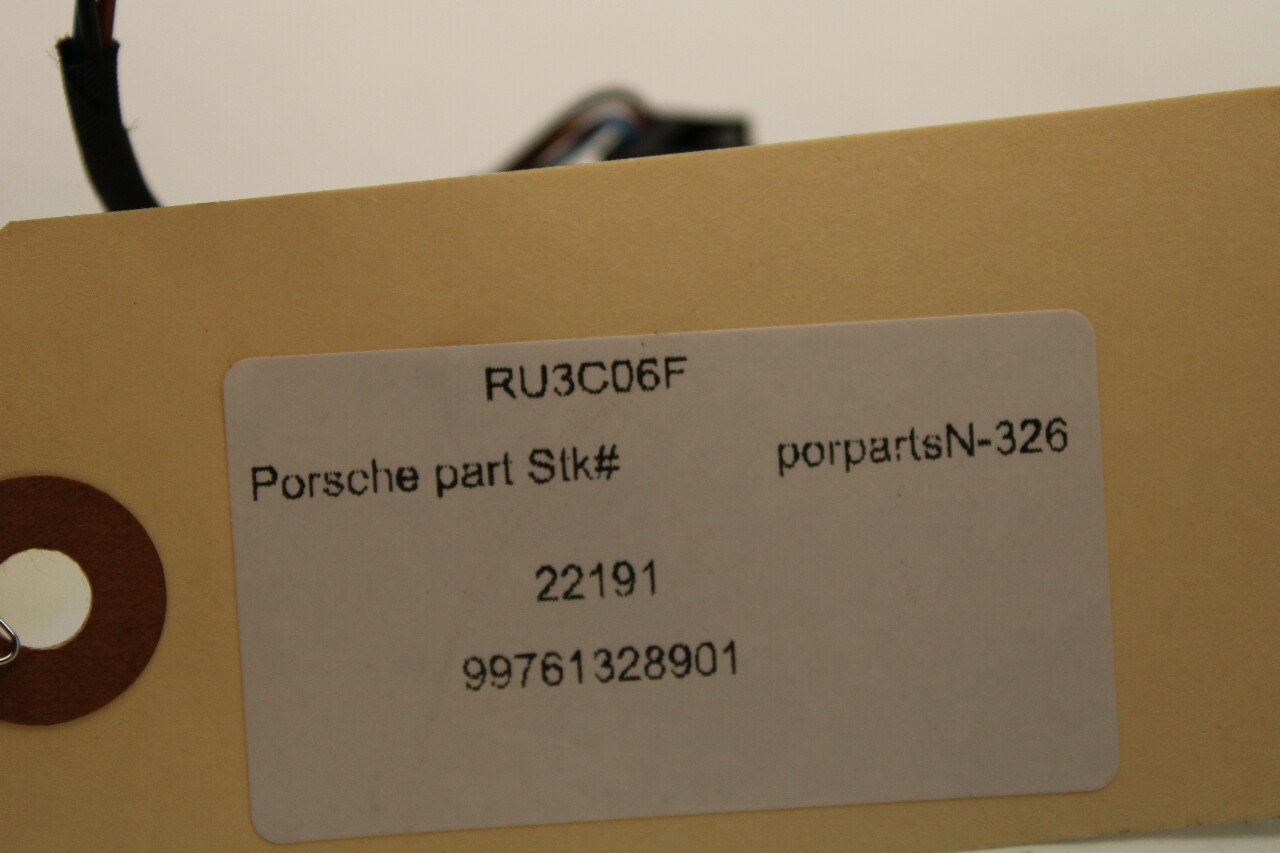 RU3C06F
Porsche part Stk# porpartsN-326
22191
99761328901